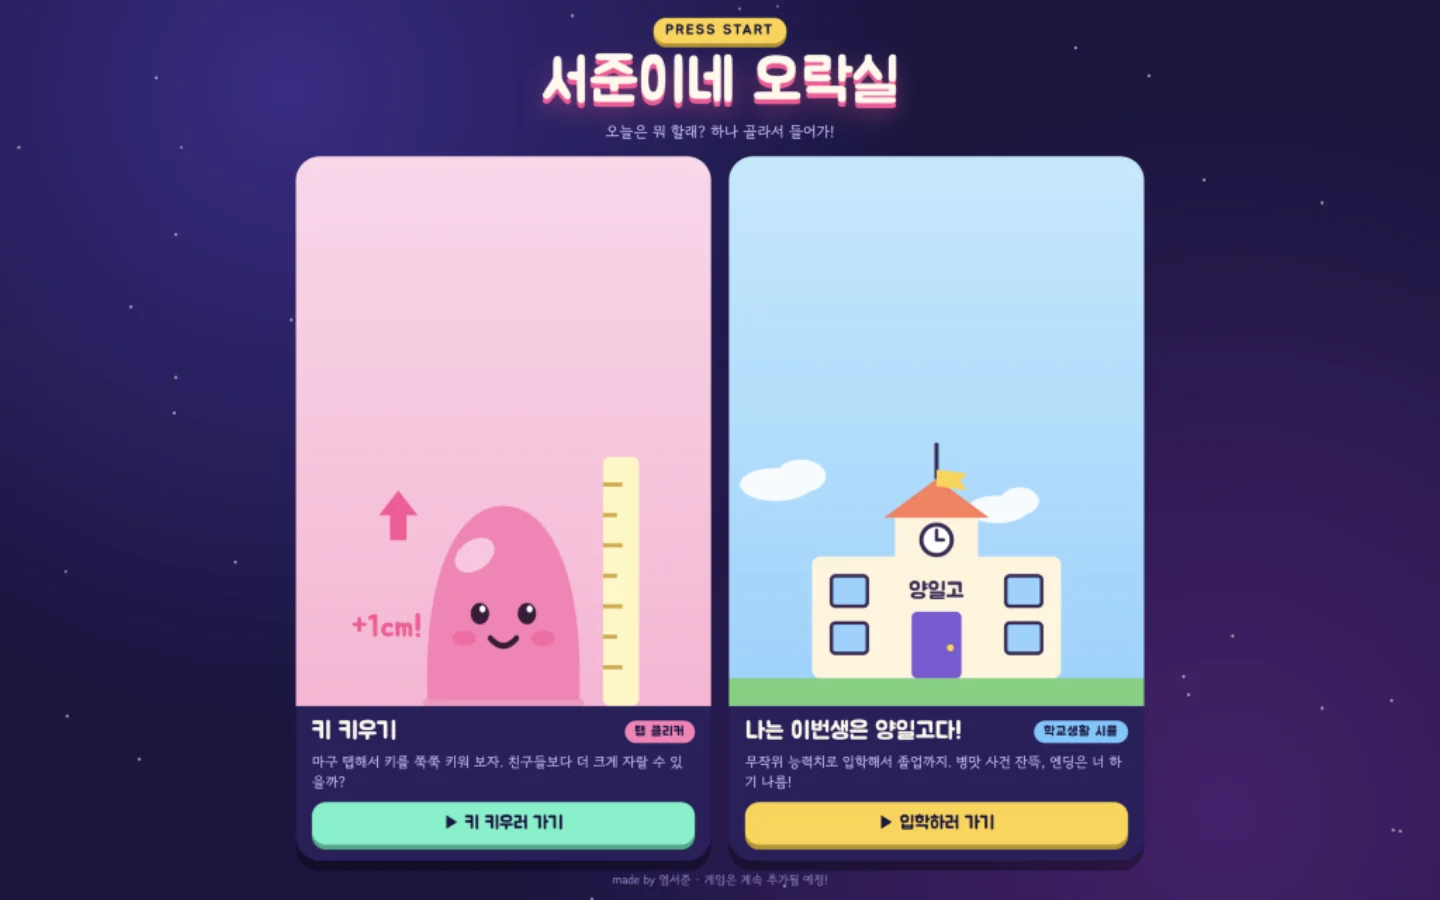 PRESS START
서준이네 오락실
오늘은 뭐 할래? 하나 골라서 들어가!
+1cm!
양일고
키 키우기
탭 클리커
마구 탭해서 키를 쭉쭉 키워 보자. 친구들보다 더 크게 자랄 수 있
을까?
▶ 키 키우러 가기
나는 이번생은 양일고다!
학교생활 시뮬
무작위 능력치로 입학해서 졸업까지. 병맛 사건 잔뜩, 엔딩은 너 하
기 나름!
▶ 입학하러 가기
made by 엄서준 · 게임은 계속 추가될 예정!